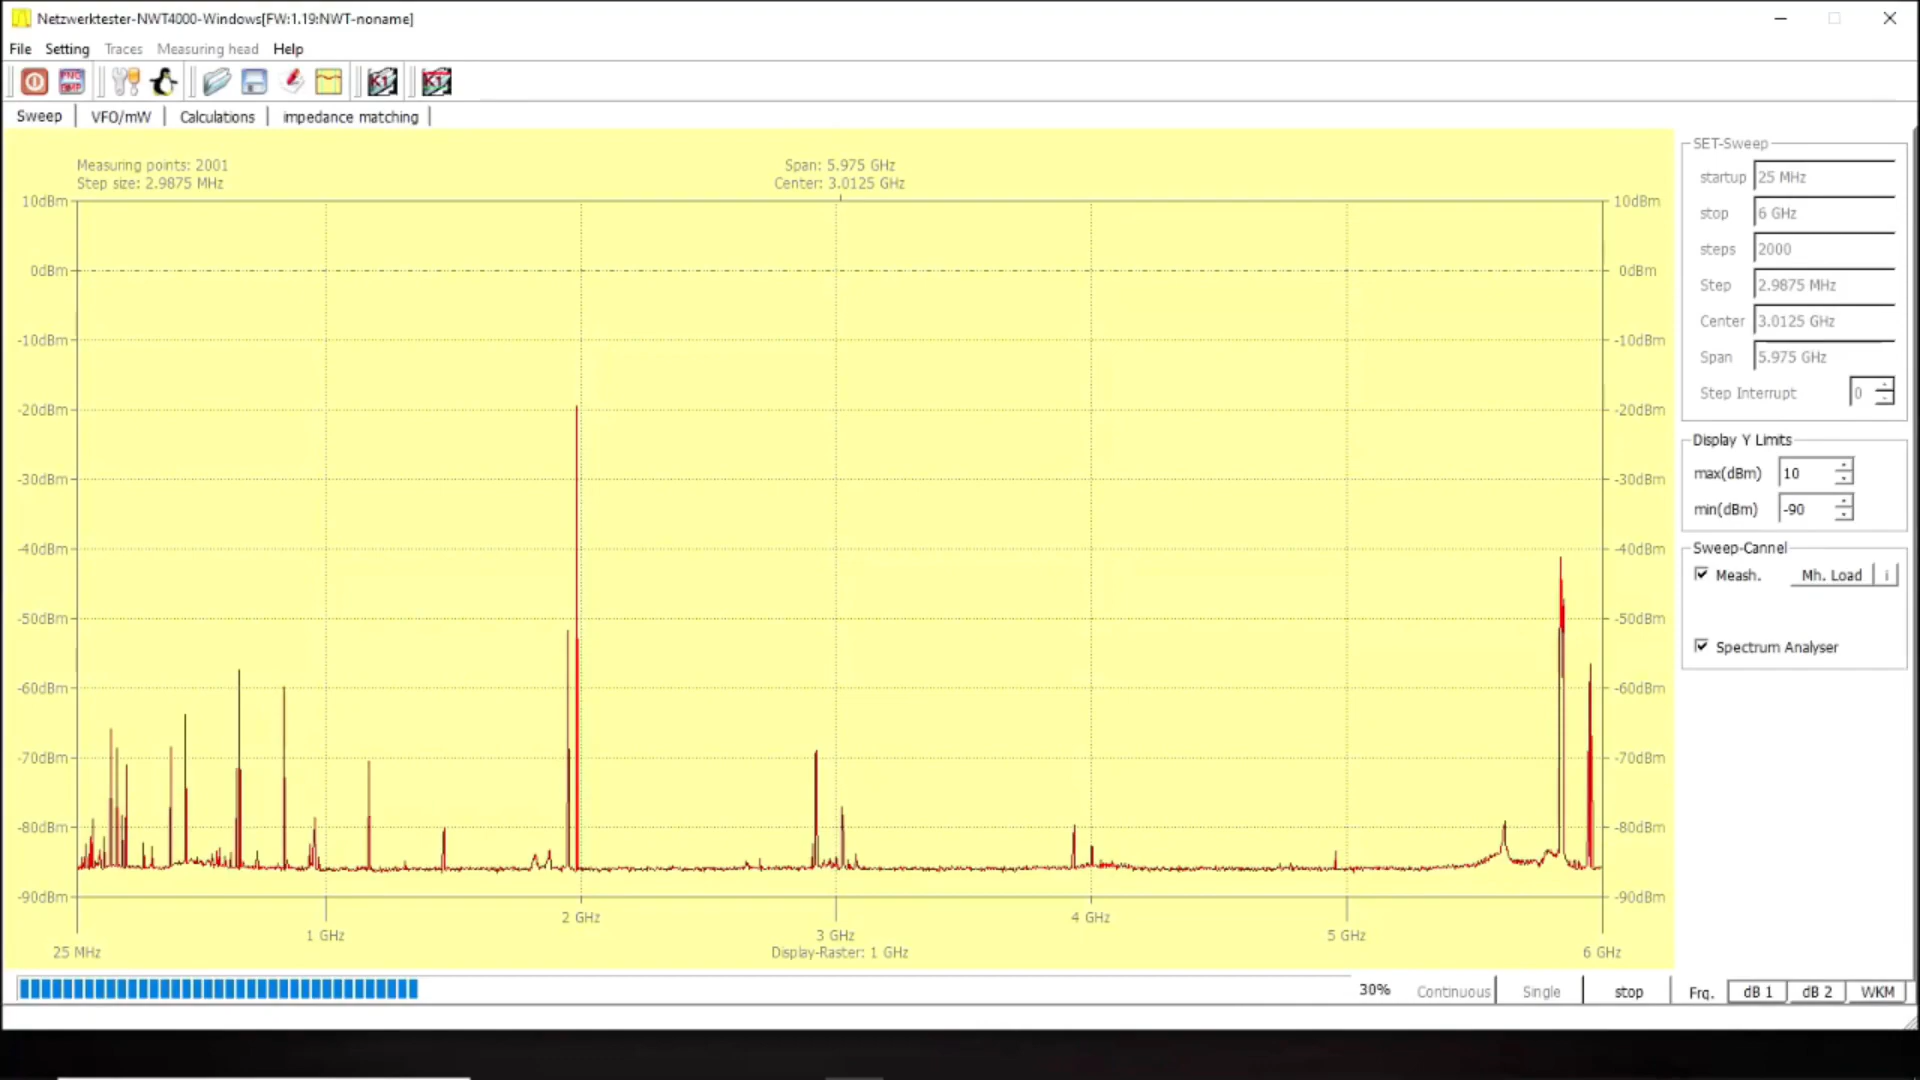 Netzwerktester-NWT4000-Windows[FW:1.19:NWT-noname]
File Setting Traces Measuring head Help
PNG BMP K1 K1
Sweep VFO/mW Calculations impedance matching
Measuring points: 2001
Step size: 2.9875 MHz
Span: 5.975 GHz
Center: 3.0125 GHz
10dBm 10dBm
0dBm 0dBm
-10dBm -10dBm
-20dBm -20dBm
-30dBm -30dBm
-40dBm -40dBm
-50dBm -50dBm
-60dBm -60dBm
-70dBm -70dBm
-80dBm -80dBm
-90dBm -90dBm
2 GHz 4 GHz
1 GHz 3 GHz 5 GHz
25 MHz Display-Raster: 1 GHz 6 GHz
SET-Sweep
startup 25 MHz
stop 6 GHz
steps 2000
Step 2.9875 MHz
Center 3.0125 GHz
Span 5.975 GHz
Step Interrupt 0
Display Y Limits
max(dBm) 10
min(dBm) -90
Sweep-Cannel
Meash. Mh. Load i
Spectrum Analyser
30% Continuous Single stop Frq. dB 1 dB 2 WKM